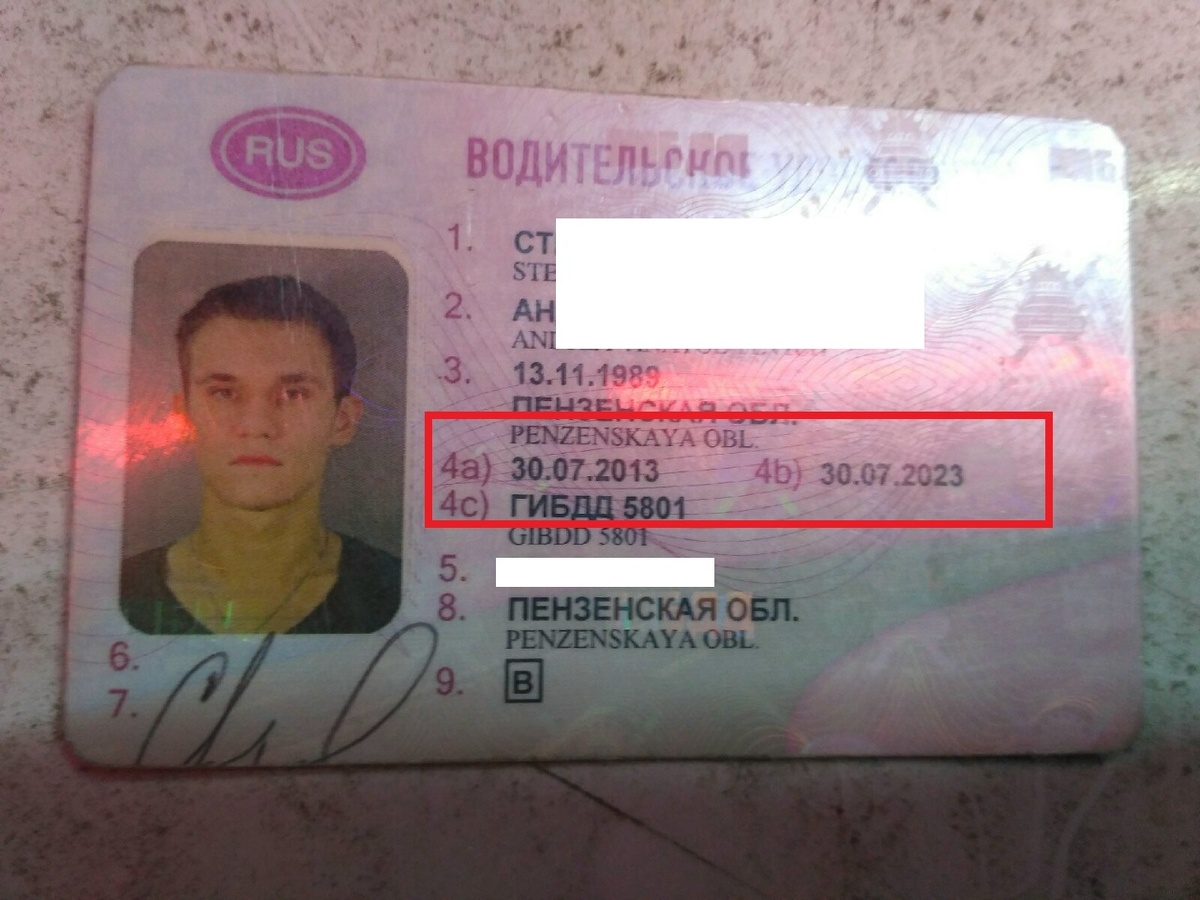 RUS
ВОДИТЕЛЬСКОЕ
1.
2.
3. 13.11.1989
ПЕНЗЕНСКАЯ ОБЛ.
PENZENSKAYA OBL.
4a) 30.07.2013 4b) 30.07.2023
4c) ГИБДД 5801
GIBDD 5801
5.
8. ПЕНЗЕНСКАЯ ОБЛ.
PENZENSKAYA OBL.
6.
7.
9. B